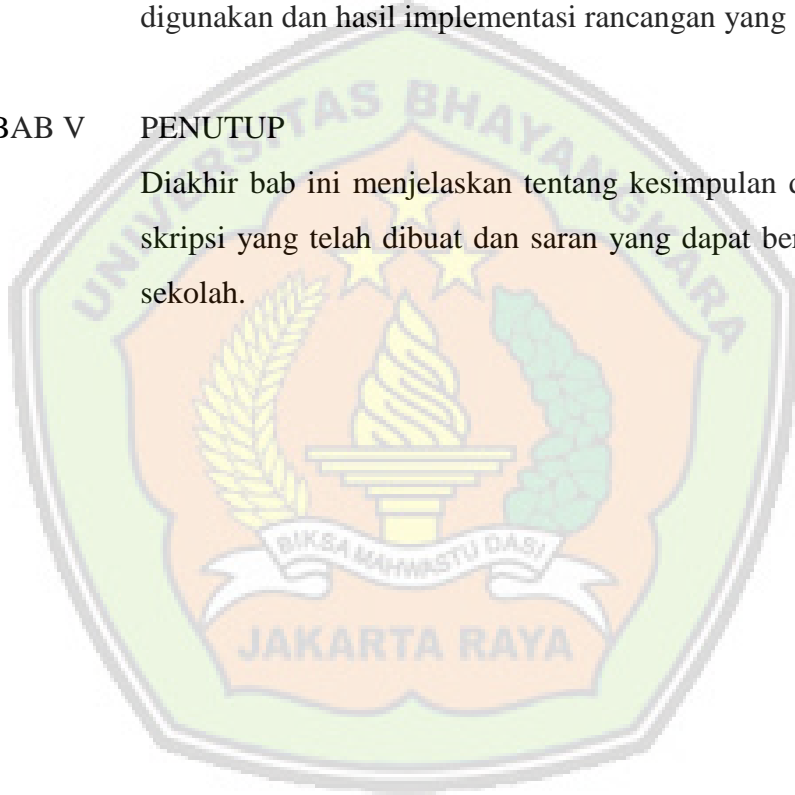 digunakan dan hasil implementasi rancangan yang
BAB V PENUTUP
Diakhir bab ini menjelaskan tentang kesimpulan
skripsi yang telah dibuat dan saran yang dapat
sekolah.
UNIVERSITAS BHAYANGKARA
BIKSA MAHWASTU DASI
JAKARTA RAYA